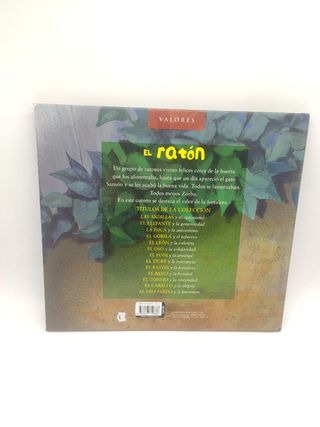 VALORES
EL ratón
Un grupo de ratones vivían felices cerca de la huerta
que los alimentaba, hasta que un día apareció el gato
Sansón y se les acabó la buena vida. Todos se lamentaban.
Todos menos Zorba.
En este cuento se destaca el valor de la fortaleza.
TÍTULOS DE LA COLECCIÓN
LAS ARDILLAS y el optimismo
EL ELEFANTE y la generosidad
LA FOCA y la autoestima
EL GORILA y el esfuerzo
EL LEÓN y la valentía
EL OSO y la solidaridad
EL PONI y la amistad
EL TIGRE y la tolerancia
EL RATÓN y la fortaleza
EL RENO y la bondad
EL CONEJO y la sinceridad
EL CABALLO y la alegría
EL OSO PARDO y la paciencia